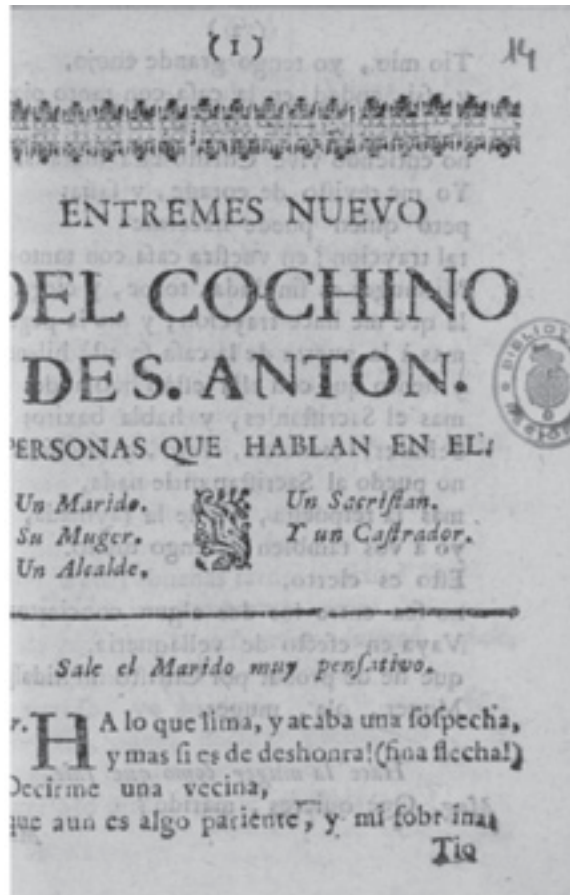 (1)
14
ENTREMES NUEVO
DEL COCHINO
DE S. ANTON.
PERSONAS QUE HABLAN EN EL:
Un Marido.
Su Muger.
Un Alcalde.
Un Sacriſtan.
Y un Caſtrador.
Sale el Marido muy penſativo.
r. HA lo que lima, y acaba una ſoſpecha,
y mas ſi es de deshonra! (fina flecha!)
Decirme una vecina,
que aun es algo pariente, y mi ſobrina,
Tio